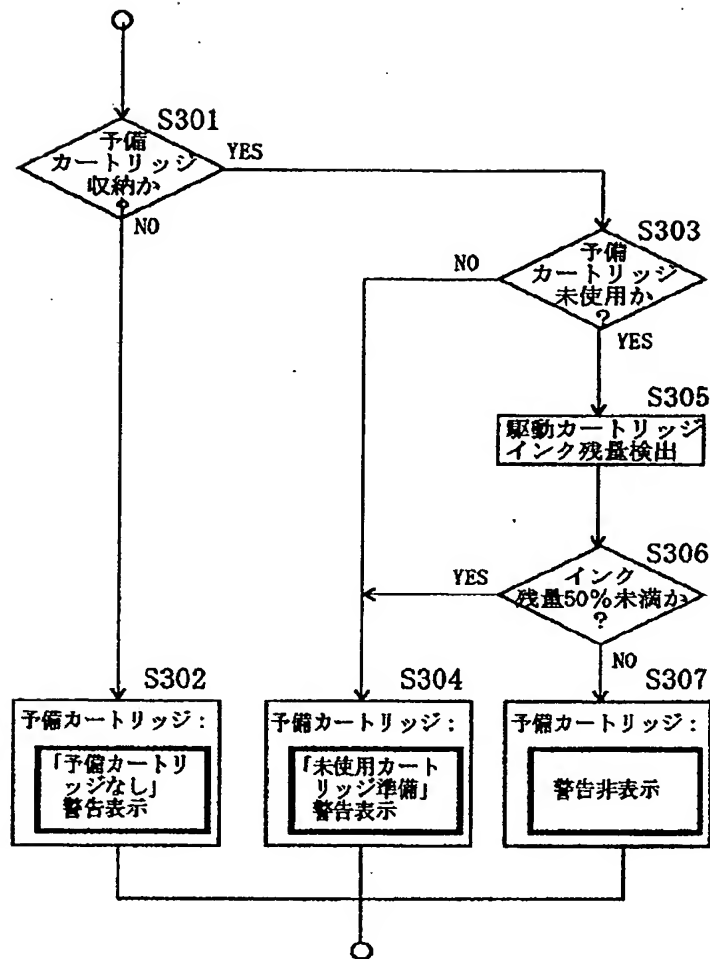 S301
予備
カートリッジ
収納か
?
YES
NO
S303
予備
カートリッジ
未使用か
?
NO
YES
S305
駆動カートリッジ
インク残量検出
S306
インク
残量50%未満か
?
YES
NO
S302
予備カートリッジ:
「予備カートリ
ッジなし」
警告表示
S304
予備カートリッジ:
「未使用カート
リッジ準備」
警告表示
S307
予備カートリッジ:
警告非表示